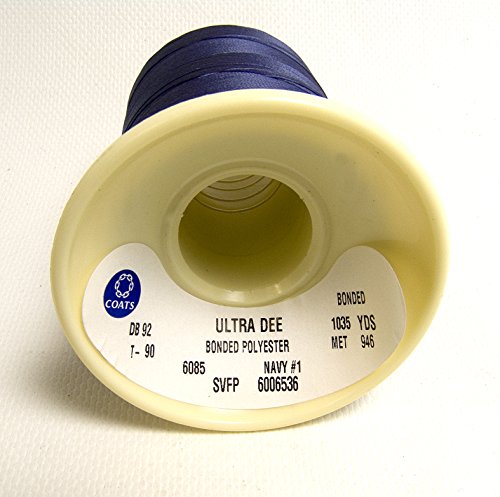 COATS
DB 92 ULTRA DEE BONDED
T- 90 BONDED POLYESTER 1035 YDS
6085 NAVY #1 MET 946
SVFP 6006536